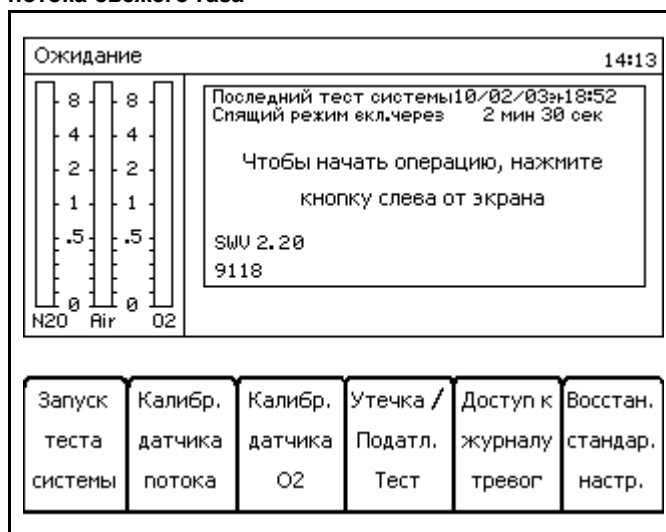 потока свежего газа
Ожидание
14:13
8 8
4 4
2 2
1 1
.5 .5
0 0
N2O Air O2
Последний тест системы10/02/03 18:52
Спящий режим вкл.через 2 мин 30 сек
Чтобы начать операцию, нажмите
кнопку слева от экрана
SWV 2.20
9118
Запуск теста системы
Калибр. датчика потока
Калибр. датчика O2
Утечка / Податл. Тест
Доступ к журналу тревог
Восстан. стандар. настр.